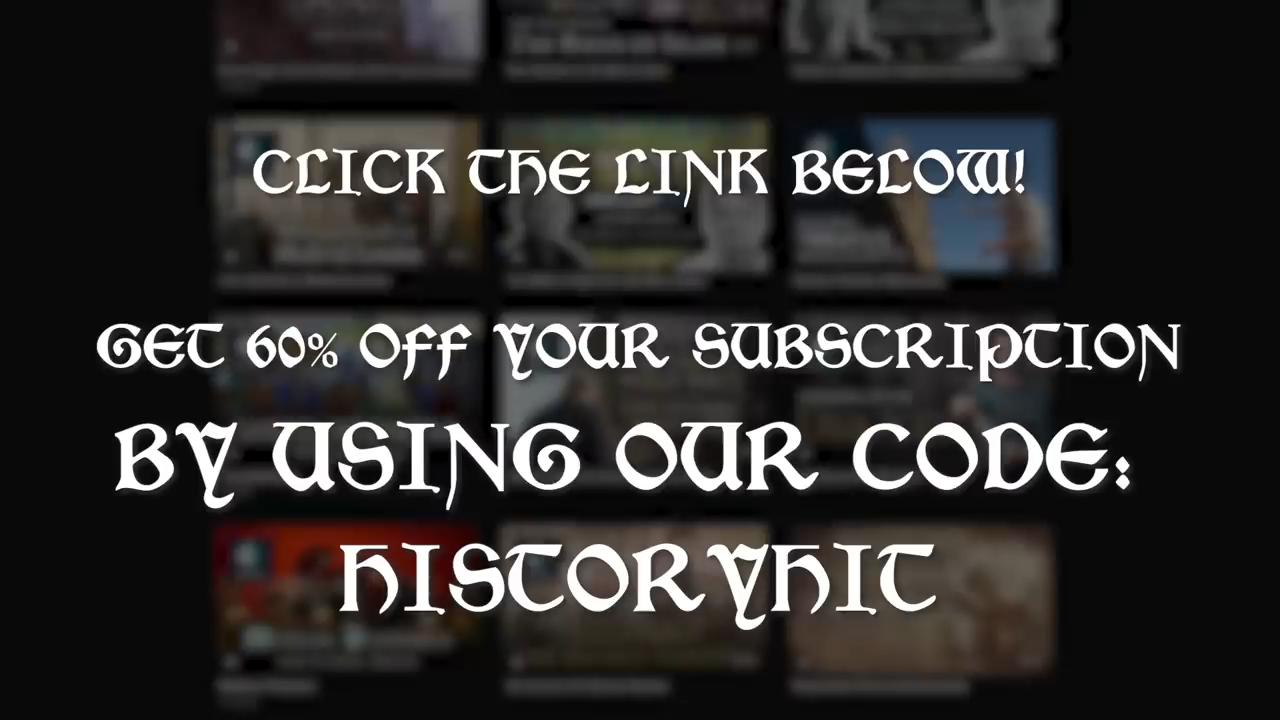 CLICK THE LINK BELOW!
GET 60% OFF YOUR SUBSCRIPTION
BY USING OUR CODE:
HISTORYHIT